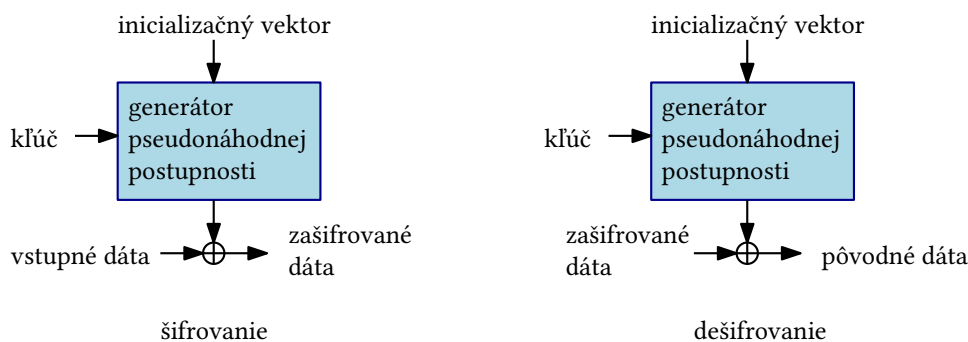 inicializačný vektor
generátor
pseudonáhodnej
postupnosti
kľúč
vstupné dáta
zašifrované
dáta
šifrovanie
inicializačný vektor
generátor
pseudonáhodnej
postupnosti
kľúč
zašifrované
dáta
pôvodné dáta
dešifrovanie